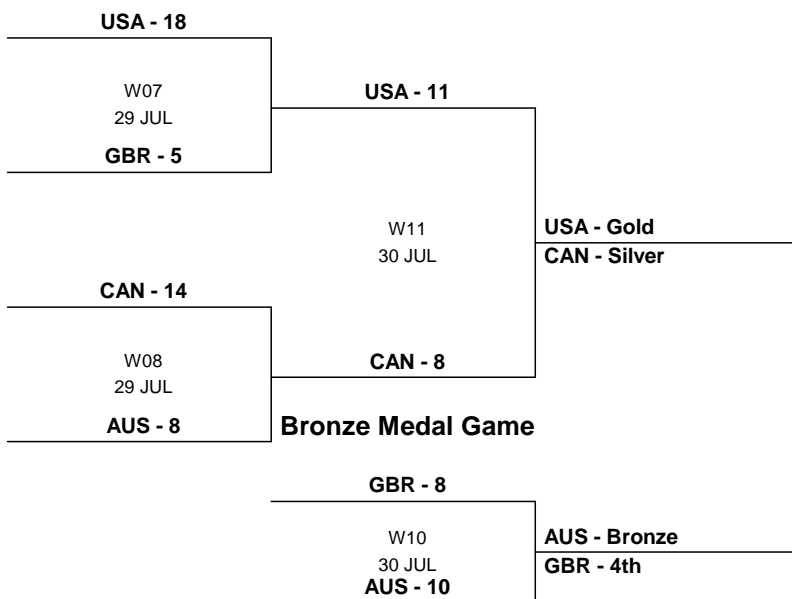 USA - 18
W07
29 JUL
GBR - 5
USA - 11
W11
30 JUL
USA - Gold
CAN - Silver
CAN - 14
W08
29 JUL
AUS - 8
CAN - 8
Bronze Medal Game
GBR - 8
W10
30 JUL
AUS - 10
AUS - Bronze
GBR - 4th